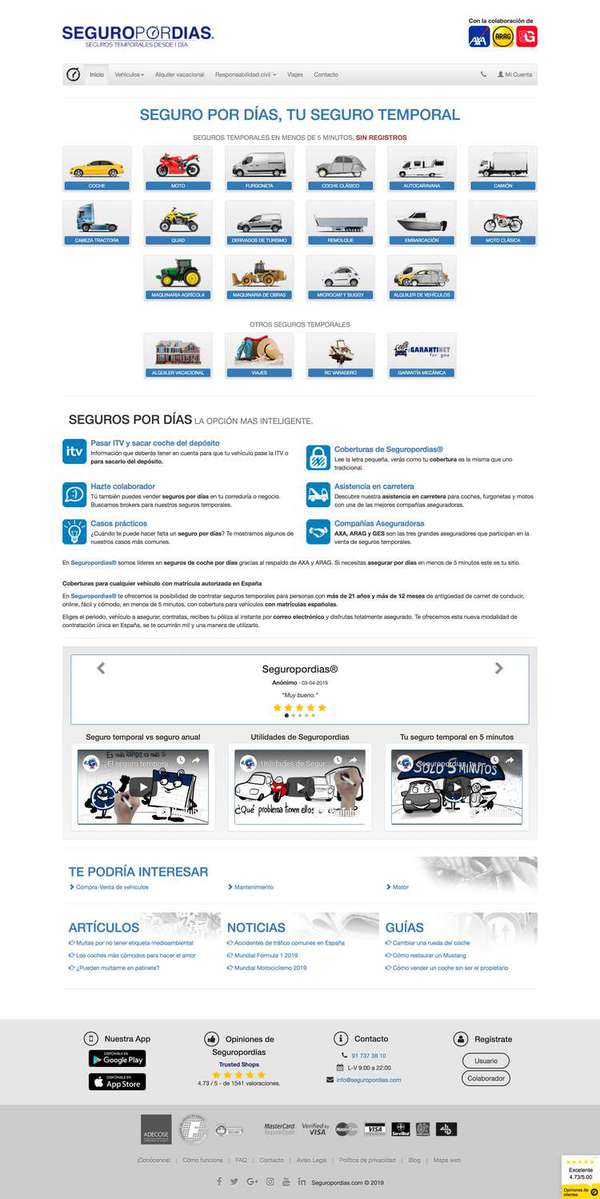 SEGUROPORDIAS.
SEGUROS TEMPORALES DESDE 1 DÍA
Con la colaboración de
AXA
ARAG
Inicio
Vehículos
Alquiler vacacional
Responsabilidad civil
Viajes
Contacto
Mi Cuenta
SEGURO POR DÍAS, TU SEGURO TEMPORAL
SEGUROS TEMPORALES EN MENOS DE 5 MINUTOS, SIN REGISTROS
COCHE
MOTO
FURGONETA
COCHE CLÁSICO
AUTOCARAVANA
CAMIÓN
CABEZA TRACTORA
QUAD
DERIVADOS DE TURISMO
REMOLQUE
EMBARCACIÓN
MOTO CLÁSICA
MAQUINARIA AGRÍCOLA
MAQUINARIA DE OBRAS
MICROCAR Y BUGGY
ALQUILER DE VEHÍCULOS
OTROS SEGUROS TEMPORALES
GARANTINET
for you
ALQUILER VACACIONAL
VIAJES
RC VARADERO
GARANTÍA MECÁNICA
SEGUROS POR DÍAS LA OPCIÓN MAS INTELIGENTE.
itv
Pasar ITV y sacar coche del depósito
Información que deberás tener en cuenta para que tu vehículo pase la ITV o
para sacarlo del depósito.
Coberturas de Seguropordias®
Lee la letra pequeña, verás como tu cobertura es la misma que uno
tradicional.
Hazte colaborador
Tú también puedes vender seguros por días en tu correduría o negocio.
Buscamos brokers para nuestros seguros temporales.
Asistencia en carretera
Descubre nuestra asistencia en carretera para coches, furgonetas y motos
con una de las mejores compañías aseguradoras.
Casos prácticos
¿Cuándo te puede hacer falta un seguro por días? Te mostramos algunos de
nuestros casos más comunes.
Compañías Aseguradoras
AXA, ARAG y GES son las tres grandes aseguradores que participan en la
venta de seguros temporales.
En Seguropordias® somos líderes en seguros de coche por días gracias al respaldo de AXA y ARAG. Si necesitas asegurar por días en menos de 5 minutos este es tu sitio.
Coberturas para cualquier vehículo con matrícula autorizada en España
En Seguropordias® te ofrecemos la posibilidad de contratar seguros temporales para personas con más de 21 años y más de 12 meses de antigüedad de carnet de conducir,
online, fácil y cómodo, en menos de 5 minutos, con cobertura para vehículos con matrículas españolas.
Eliges el periodo, vehículo a asegurar, contratas, recibes tu póliza al instante por correo electrónico y disfrutas totalmente asegurado. Te ofrecemos esta nueva modalidad de
contratación única en España, se te ocurrirán mil y una manera de utilizarlo.
Seguropordias®
Anónimo - 03-04-2019
"Muy bueno."
Seguro temporal vs seguro anual
Utilidades de Seguropordias
Tu seguro temporal en 5 minutos
El seguro temporal
Utilidades de Segur...
SOLO 5 MINUTOS
¿Qué problema tienen ellos
TE PODRÍA INTERESAR
Compra-Venta de vehículos
Mantenimiento
Motor
ARTÍCULOS
Multas por no tener etiqueta medioambiental
Los coches más cómodos para hacer el amor
¿Pueden multarme en patinete?
NOTICIAS
Accidentes de tráfico comunes en España
Mundial Fórmula 1 2019
Mundial Motociclismo 2019
GUÍAS
Cambiar una rueda del coche
Cómo restaurar un Mustang
Cómo vender un coche sin ser el propietario
Nuestra App
DISPONIBLE EN
Google Play
DISPONIBLE EN
App Store
Opiniones de
Seguropordias
Trusted Shops
4.73 / 5 - de 1541 valoraciones.
Contacto
91 737 38 10
L-V 9:00 a 22:00
info@seguropordias.com
Regístrate
Usuario
Colaborador
ADECOSE
MasterCard
SecureCode
Verified by
VISA
MasterCard
VISA
¿Conócenos!
Cómo funciona
FAQ
Contacto
Aviso Legal
Política de privacidad
Blog
Mapa web
Seguropordias.com © 2019
Excelente
4.73/5.00
Opiniones de
clientes